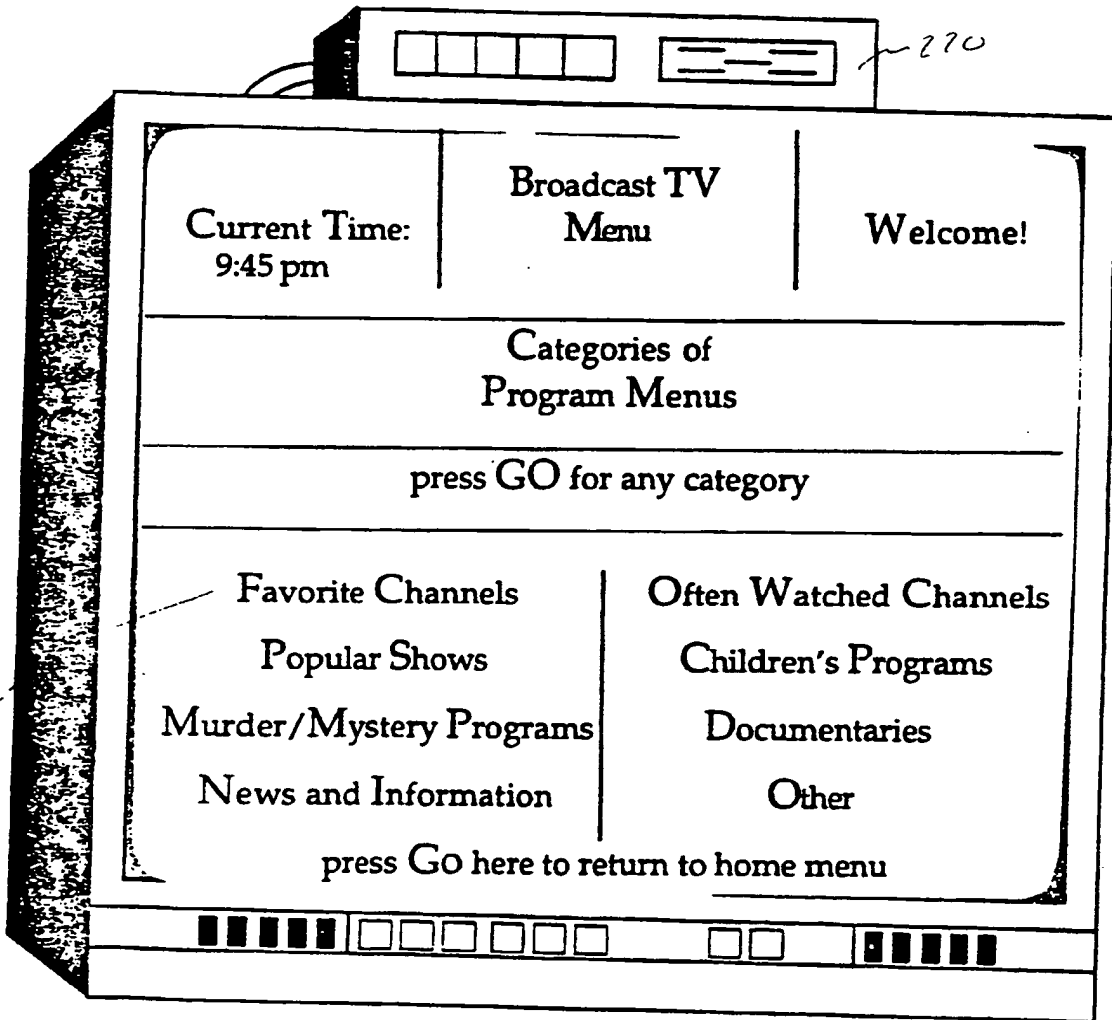 220
Current Time:
9:45 pm
Broadcast TV
Menu
Welcome!
Categories of
Program Menus
press GO for any category
Favorite Channels
Often Watched Channels
Popular Shows
Children's Programs
Murder/Mystery Programs
Documentaries
News and Information
Other
press Go here to return to home menu